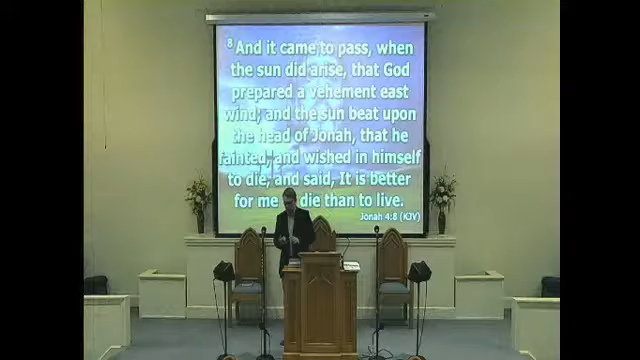 8 And it came to pass, when
the sun did arise, that God
prepared a vehement east
wind; and the sun beat upon
the head of Jonah, that he
fainted, and wished in himself
to die, and said, It is better
for me die than to live.
Jonah 4:8 (KJV)